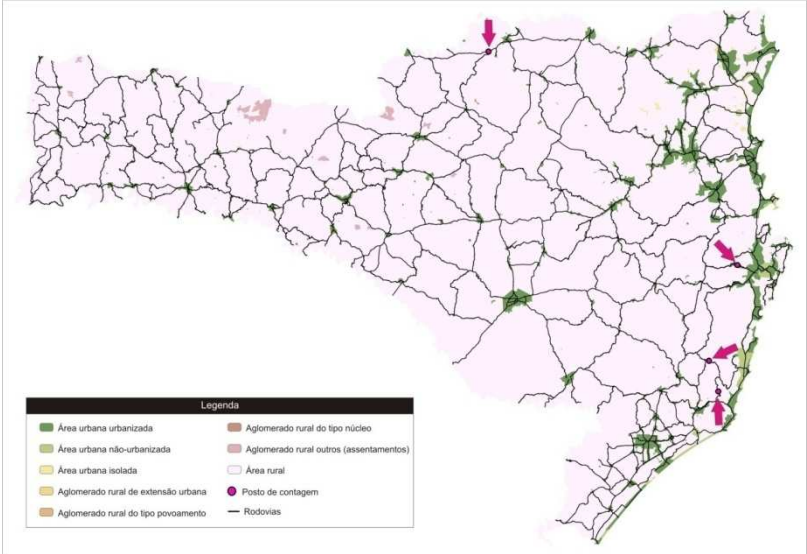 Legenda
Área urbana urbanizada
Área urbana não-urbanizada
Área urbana isolada
Aglomerado rural de extensão urbana
Aglomerado rural do tipo povoamento
Aglomerado rural do tipo núcleo
Aglomerado rural outros (assentamentos)
Área rural
Posto de contagem
Rodovias